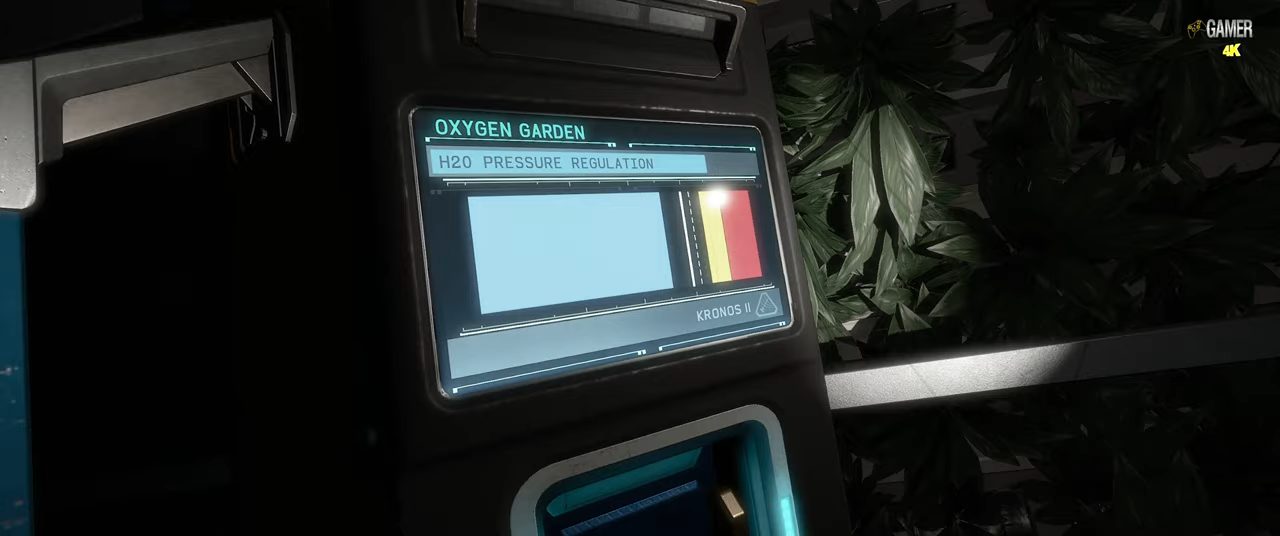 GAMER
4K
OXYGEN GARDEN
H2O PRESSURE REGULATION
KRONOS II